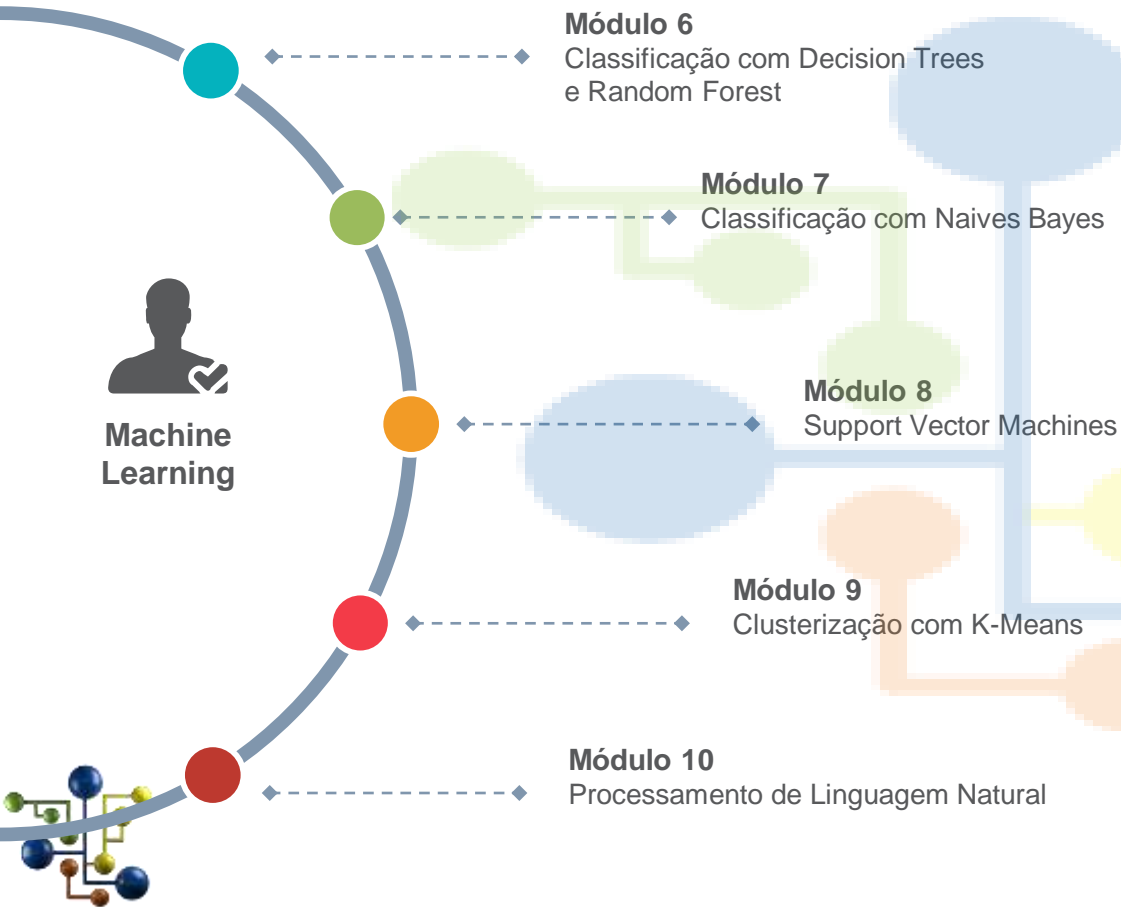 Módulo 6
Classificação com Decision Trees
e Random Forest
Módulo 7
Classificação com Naives Bayes
Machine
Learning
Módulo 8
Support Vector Machines
Módulo 9
Clusterização com K-Means
Módulo 10
Processamento de Linguagem Natural